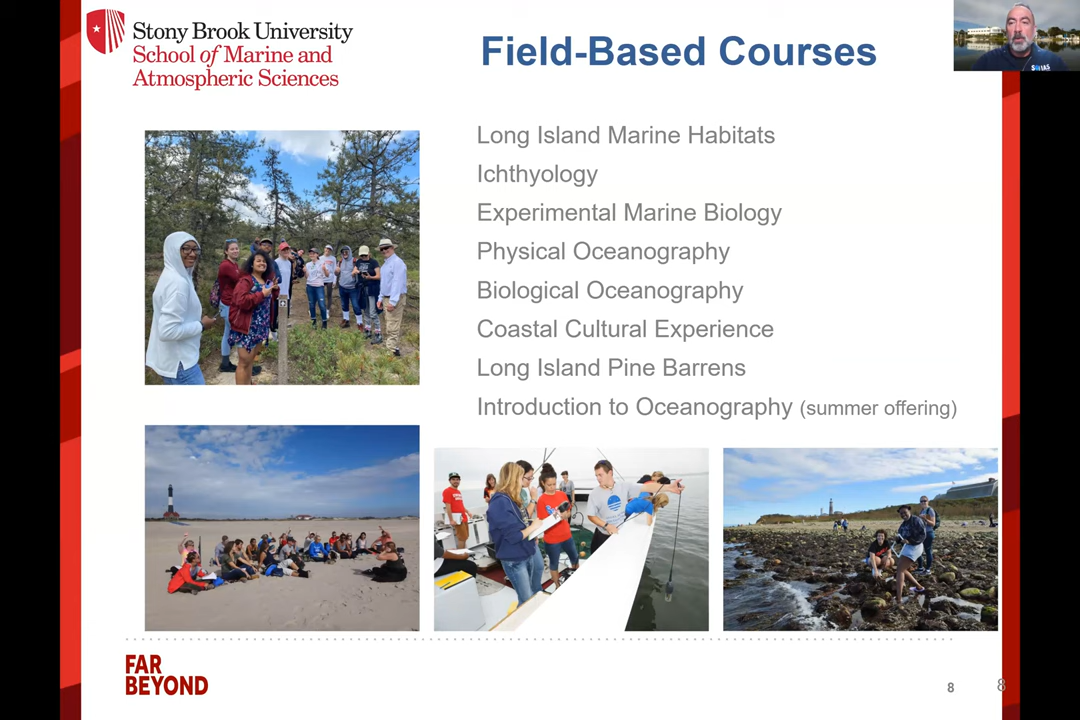 Stony Brook University
School of Marine and
Atmospheric Sciences
Field-Based Courses
Long Island Marine Habitats
Ichthyology
Experimental Marine Biology
Physical Oceanography
Biological Oceanography
Coastal Cultural Experience
Long Island Pine Barrens
Introduction to Oceanography (summer offering)
FAR
BEYOND
8
8